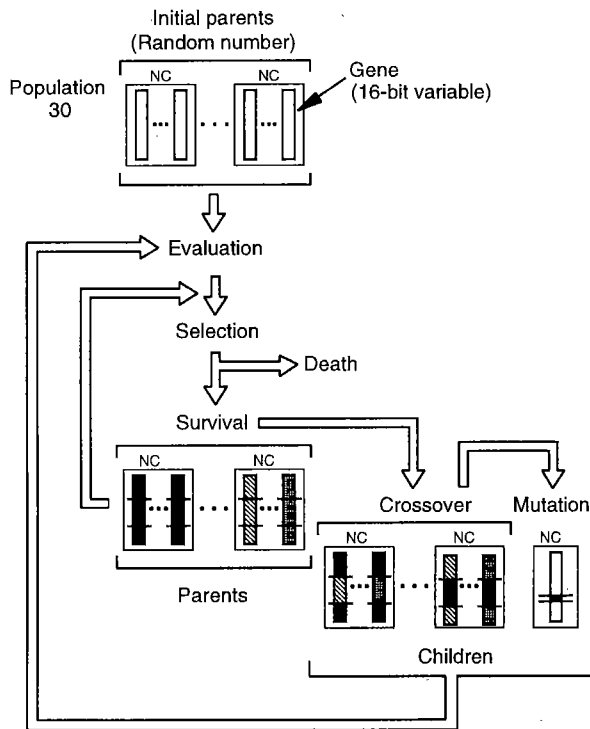 Initial parents
(Random number)
Population
30
NC
NC
Gene
(16-bit variable)
Evaluation
Selection
Death
Survival
NC
NC
Parents
Crossover
Mutation
NC
NC
NC
Children